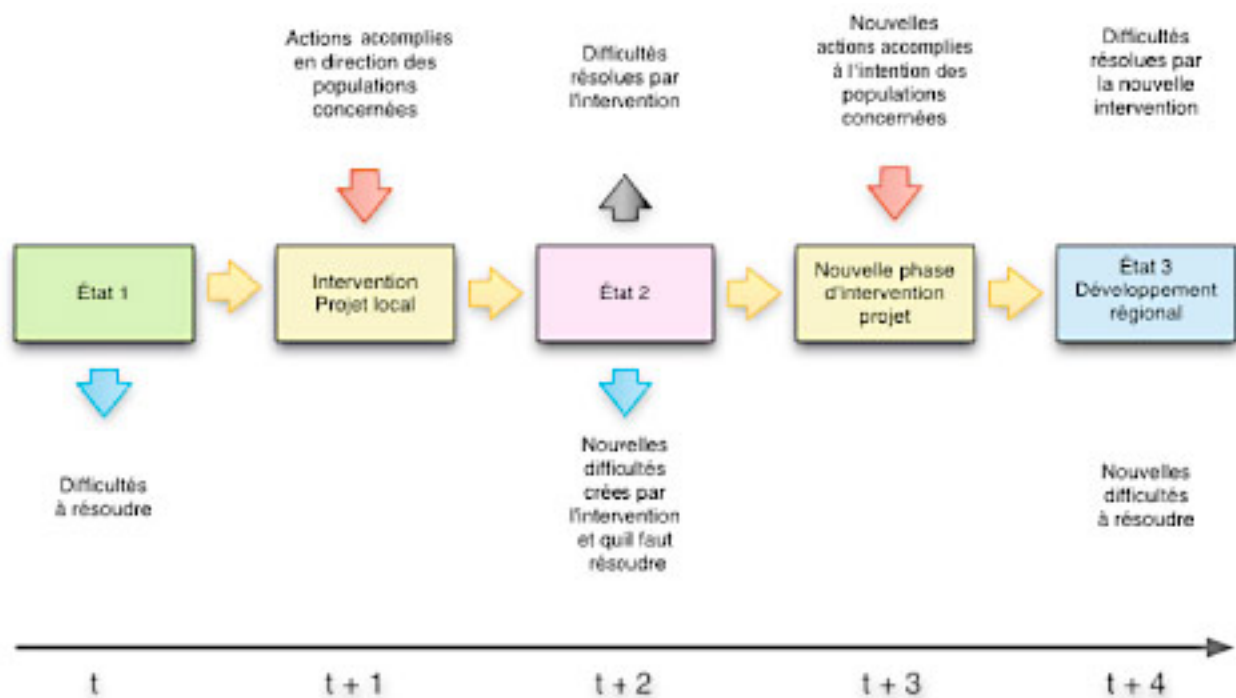 Actions accomplies
en direction des
populations
concernées
Difficultés
résolues par
l'intervention
Nouvelles
actions accomplies
à l'intention des
populations
concernées
Difficultés
résolues par
la nouvelle
intervention
État 1
Intervention
Projet local
État 2
Nouvelle phase
d'intervention
projet
État 3
Développement
régional
Difficultés
à résoudre
Nouvelles
difficultés
crées par
l'intervention
et quil faut
résoudre
Nouvelles
difficultés
à résoudre
t
t + 1
t + 2
t + 3
t + 4